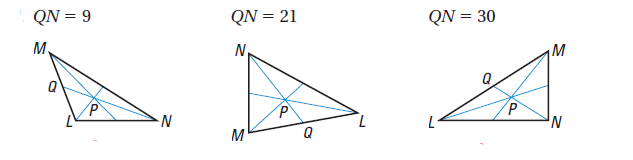 QN = 9 QN = 21 QN = 30
M N M
Q Q
P P P
L N M Q L L N